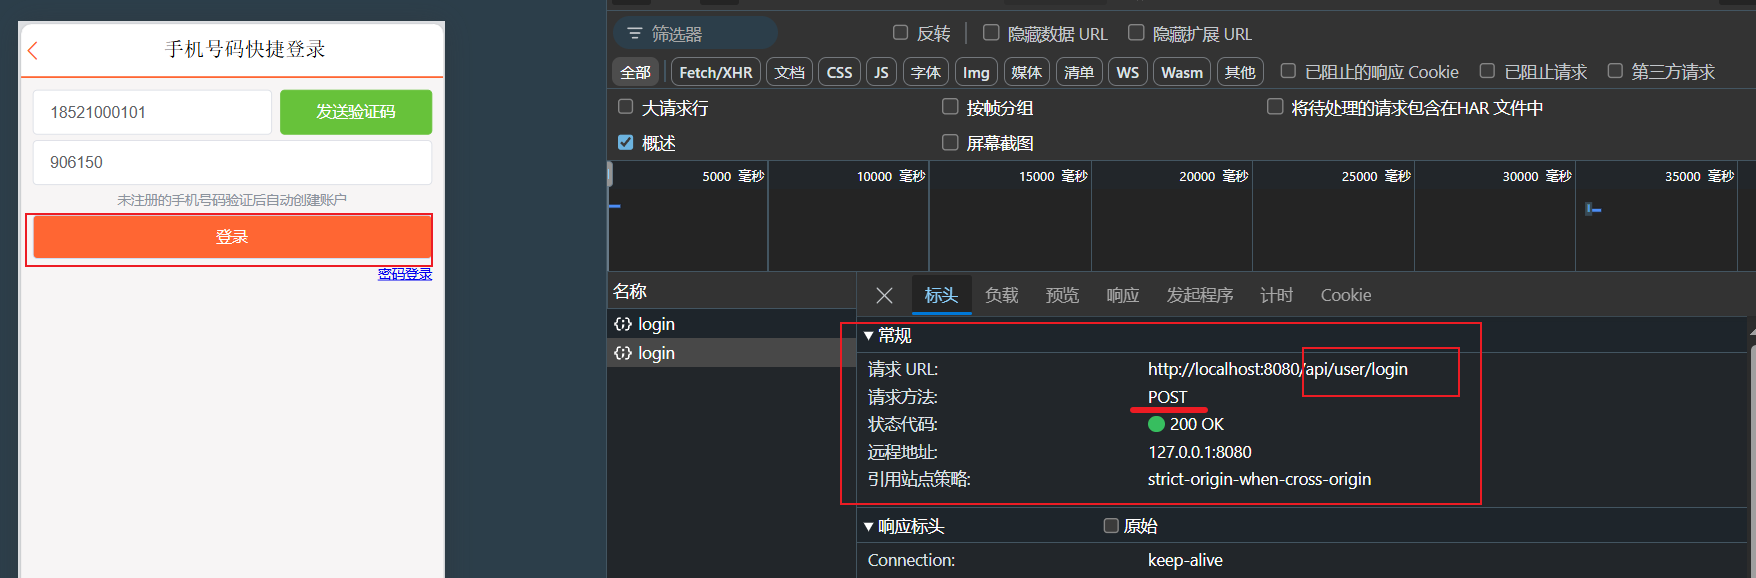 手机号码快捷登录
18521000101
发送验证码
906150
未注册的手机号码验证后自动创建账户
登录
密码登录
筛选器
反转
隐藏数据 URL
隐藏扩展 URL
全部
Fetch/XHR
文档
CSS
JS
字体
Img
媒体
清单
WS
Wasm
其他
已阻止的响应 Cookie
已阻止请求
第三方请求
大请求行
按帧分组
将待处理的请求包含在HAR 文件中
概述
屏幕截图
5000 毫秒
10000 毫秒
15000 毫秒
20000 毫秒
25000 毫秒
30000 毫秒
35000 毫秒
名称
login
login
标头
负载
预览
响应
发起程序
计时
Cookie
常规
请求 URL: http://localhost:8080/api/user/login
请求方法: POST
状态代码: 200 OK
远程地址: 127.0.0.1:8080
引用站点策略: strict-origin-when-cross-origin
响应标头
原始
Connection: keep-alive